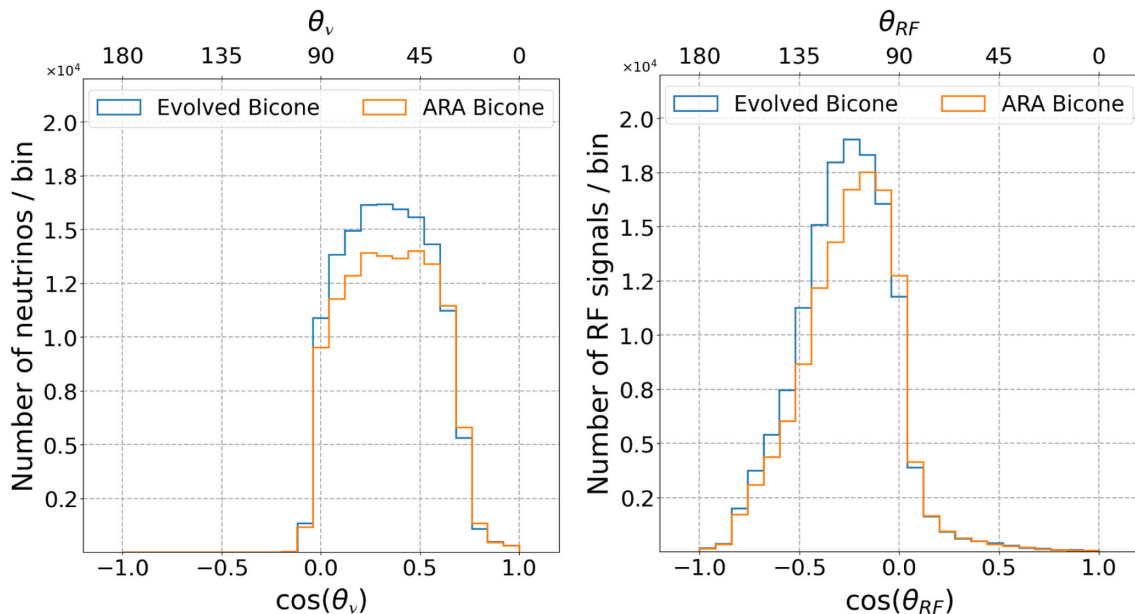 θ_ν
180 135 90 45 0
×10⁴
Evolved Bicone ARA Bicone
Number of neutrinos / bin
2.0
1.8
1.5
1.2
1.0
0.8
0.5
0.2
−1.0 −0.5 0.0 0.5 1.0
cos(θ_ν)
θ_RF
180 135 90 45 0
×10⁴
Evolved Bicone ARA Bicone
Number of RF signals / bin
2.0
1.8
1.5
1.2
1.0
0.8
0.5
0.2
−1.0 −0.5 0.0 0.5 1.0
cos(θ_RF)